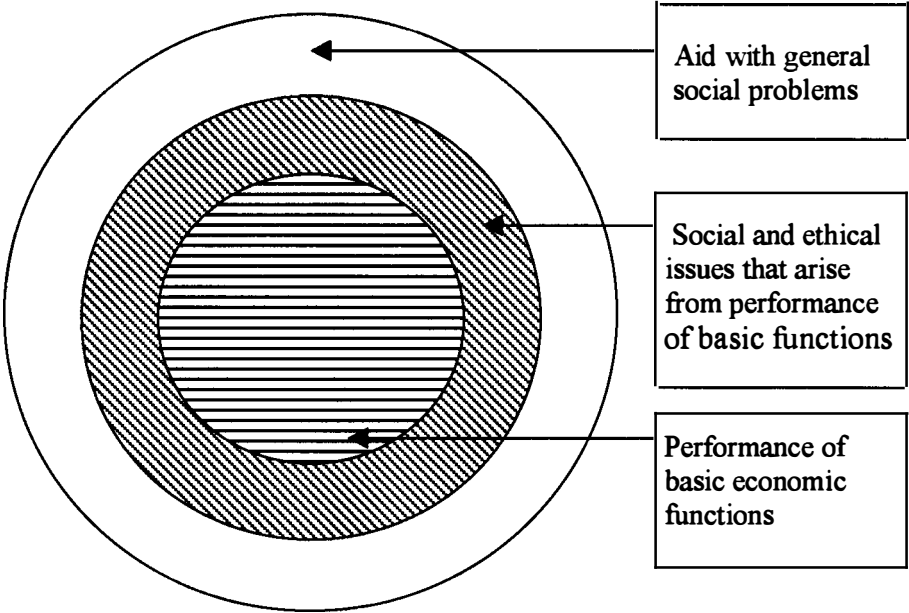 Aid with general
social problems
Social and ethical
issues that arise
from performance
of basic functions
Performance of
basic economic
functions